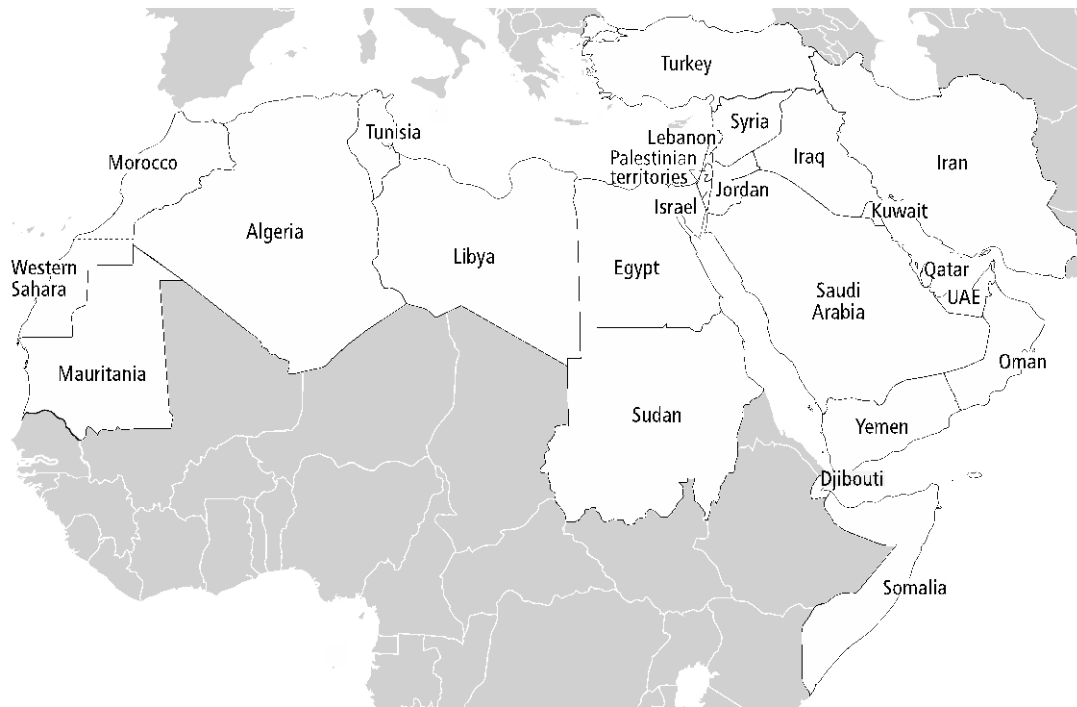 Turkey
Tunisia
Lebanon
Syria
Morocco
Palestinian
territories
Iraq
Iran
Jordan
Israel
Kuwait
Algeria
Libya
Egypt
Western
Sahara
Qatar
Saudi
Arabia
UAE
Mauritania
Oman
Sudan
Yemen
Djibouti
Somalia